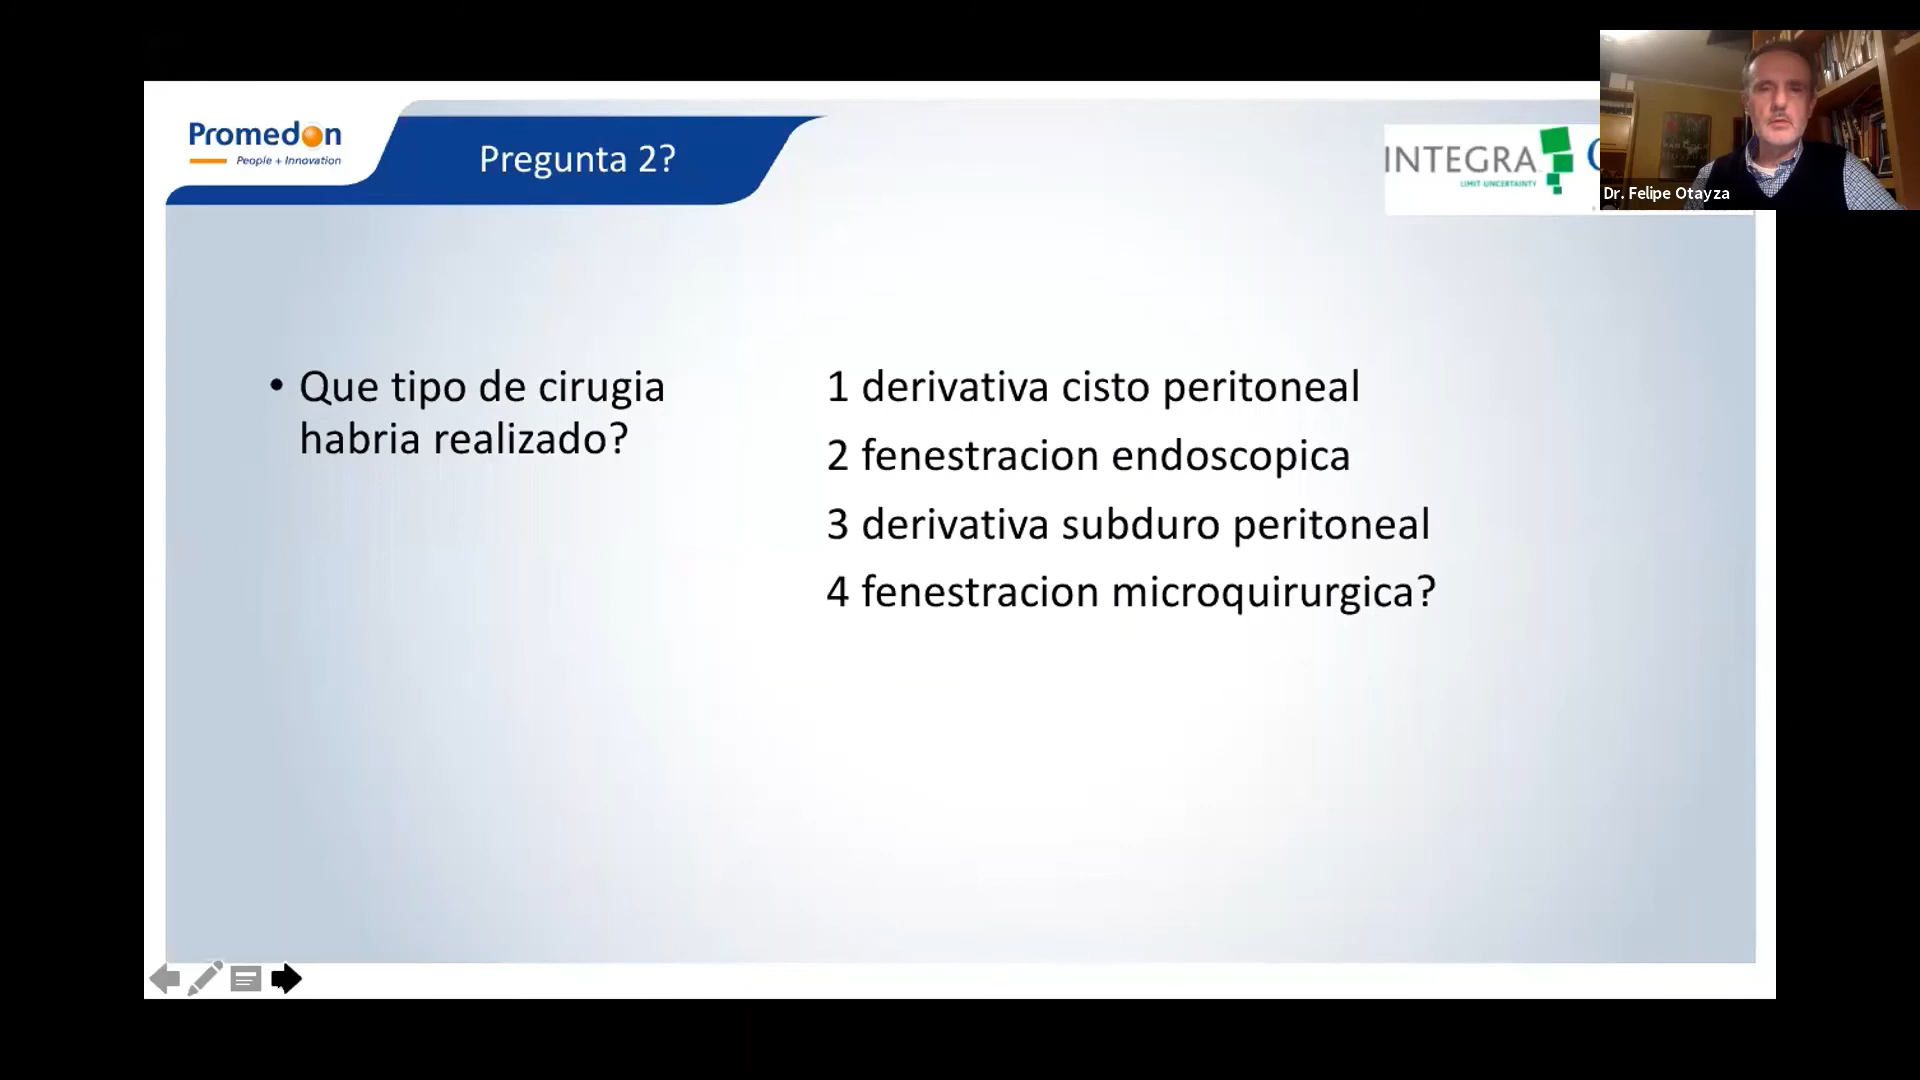 Promedon
People + Innovation
Pregunta 2?
INTEGRA
LIMIT UNCERTAINTY
Dr. Felipe Otayza
• Que tipo de cirugia
habria realizado?
1 derivativa cisto peritoneal
2 fenestracion endoscopica
3 derivativa subduro peritoneal
4 fenestracion microquirurgica?